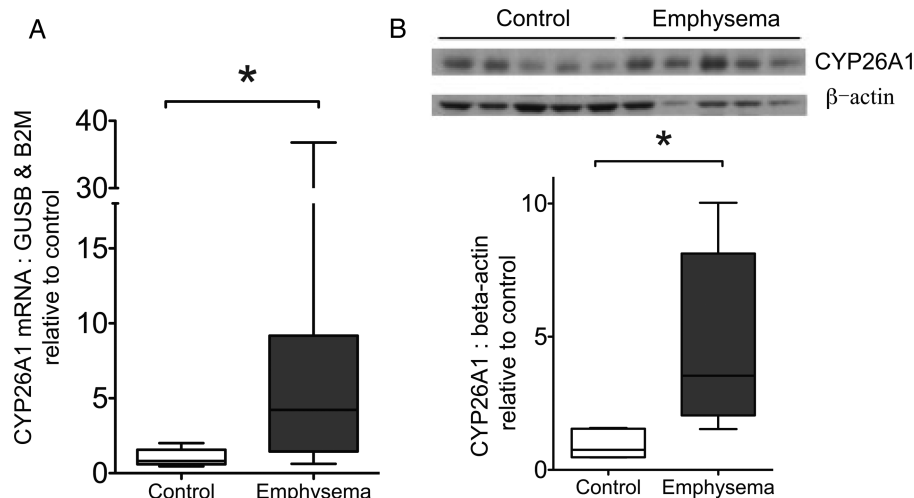 A
*
CYP26A1 mRNA : GUSB & B2M
relative to control
40
30
15
10
5
0
Control
Emphysema
B
Control
Emphysema
CYP26A1
β−actin
*
CYP26A1 : beta-actin
relative to control
10
5
0
Control
Emphysema